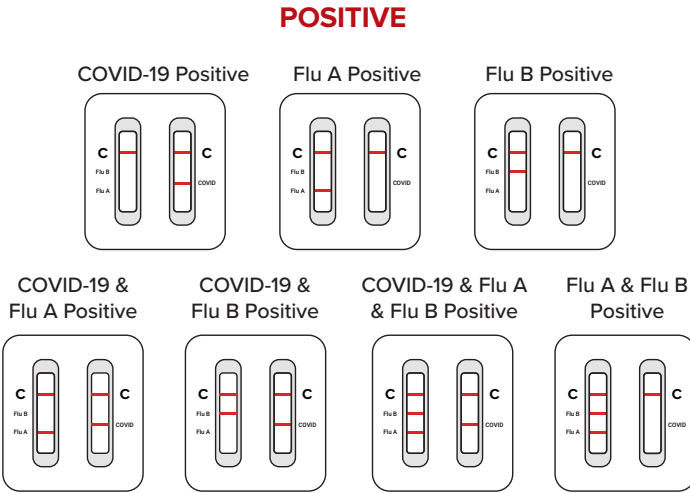 POSITIVE
COVID-19 Positive
Flu A Positive
Flu B Positive
C C
Flu B
Flu A COVID
C C
Flu B
Flu A COVID
C C
Flu B
Flu A COVID
COVID-19 &
Flu A Positive
COVID-19 &
Flu B Positive
COVID-19 & Flu A
& Flu B Positive
Flu A & Flu B
Positive
C C
Flu B
Flu A COVID
C C
Flu B
Flu A COVID
C C
Flu B
Flu A COVID
C C
Flu B
Flu A COVID